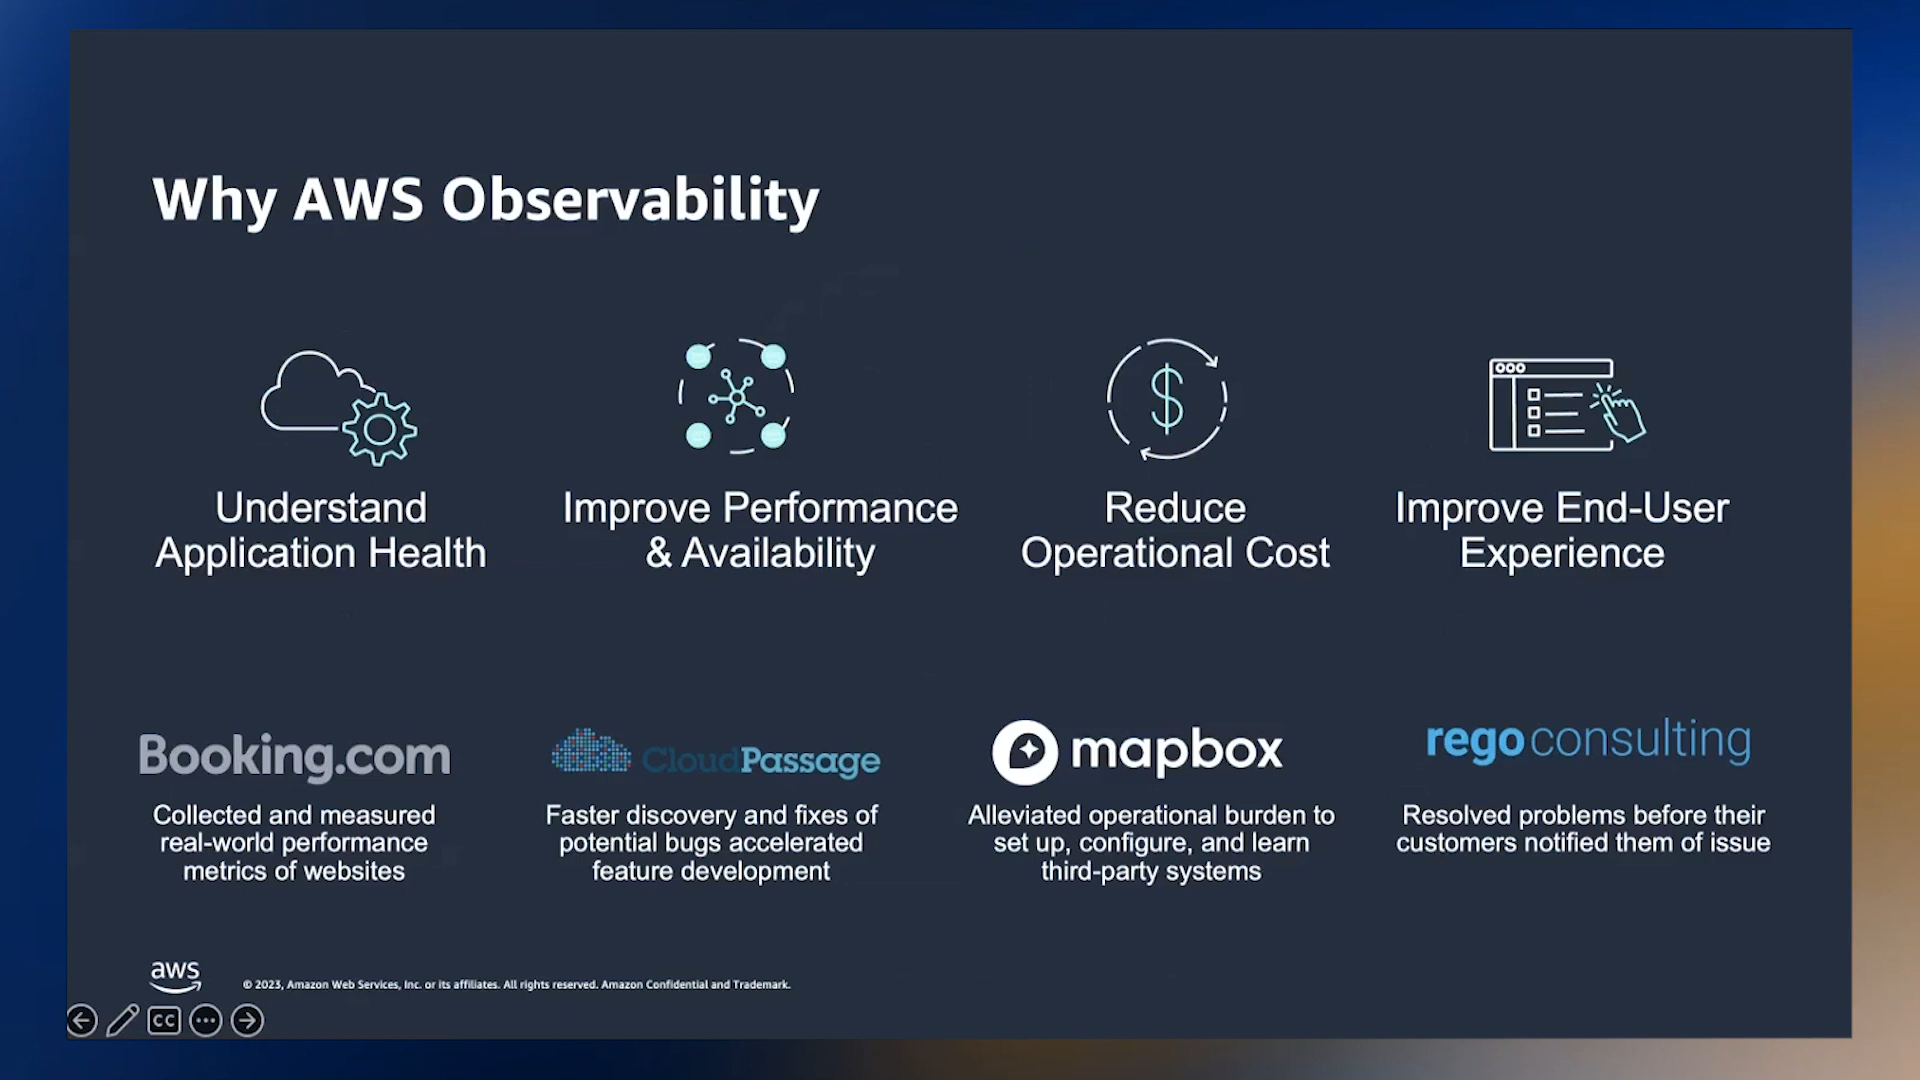 Why AWS Observability
Understand
Application Health
Improve Performance
& Availability
Reduce
Operational Cost
Improve End-User
Experience
Booking.com
Collected and measured
real-world performance
metrics of websites
CloudPassage
Faster discovery and fixes of
potential bugs accelerated
feature development
mapbox
Alleviated operational burden to
set up, configure, and learn
third-party systems
rego consulting
Resolved problems before their
customers notified them of issue
aws
© 2023, Amazon Web Services, Inc. or its affiliates. All rights reserved. Amazon Confidential and Trademark.
CC